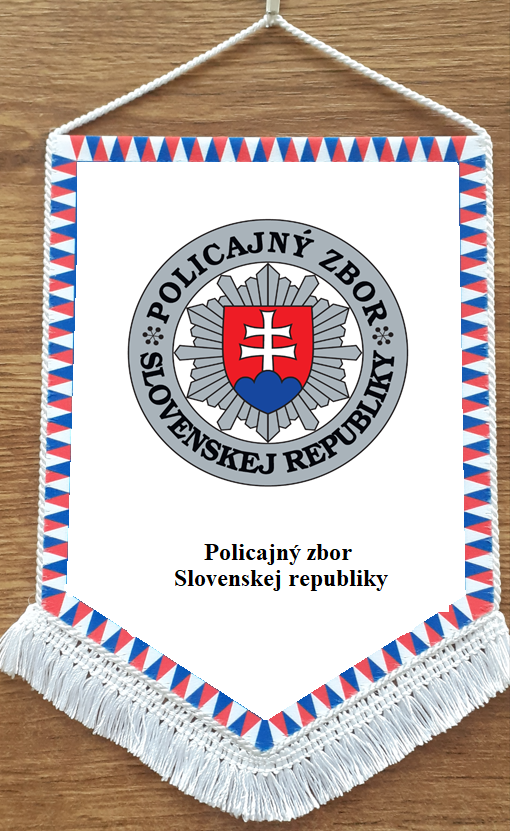 POLICAJNÝ ZBOR
SLOVENSKEJ REPUBLIKY
Policajný zbor
Slovenskej republiky